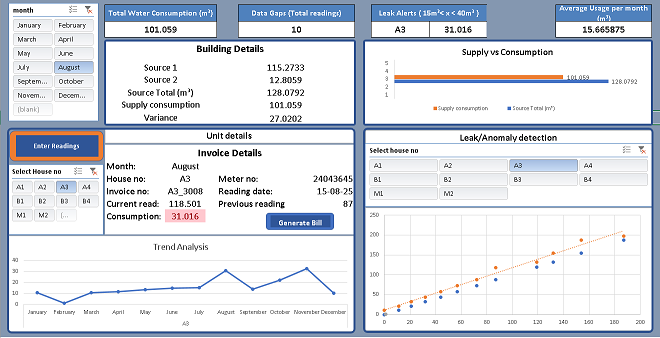 month
January February
March April
May June
July August
Septem... October
Novem... Decem...
(blank)
Total Water Consumption (m³)
101.059
Data Gaps (Total readings)
10
Leak Alerts ( 15m³< x < 40m³ )
A3 31.016
Average Usage per month (m³)
15.665875
Building Details
Source 1 115.2733
Source 2 12.8059
Source Total (m³) 128.0792
Supply consumption 101.059
Variance 27.0202
Supply vs Consumption
5
4
3
2
1
101.059
128.0792
Supply consumption Source Total (m³)
Enter Readings
Select House no
A1 A2 A3 A4
B1 B2 B3 B4
M1 M2 (...
Unit details
Invoice Details
Month: August
House no: A3 Meter no: 24043645
Invoice no: A3_3008 Reading date: 15-08-25
Current read: 118.501 Previous reading 87
Consumption: 31.016
Generate Bill
Trend Analysis
40
30
20
10
0
January February March April May June July August September October November December
A3
Leak/Anomaly detection
Select house no
A1 A2 A3 A4
B1 B2 B3 B4
M1 M2
250
200
150
100
50
0
0 20 40 60 80 100 120 140 160 180 200